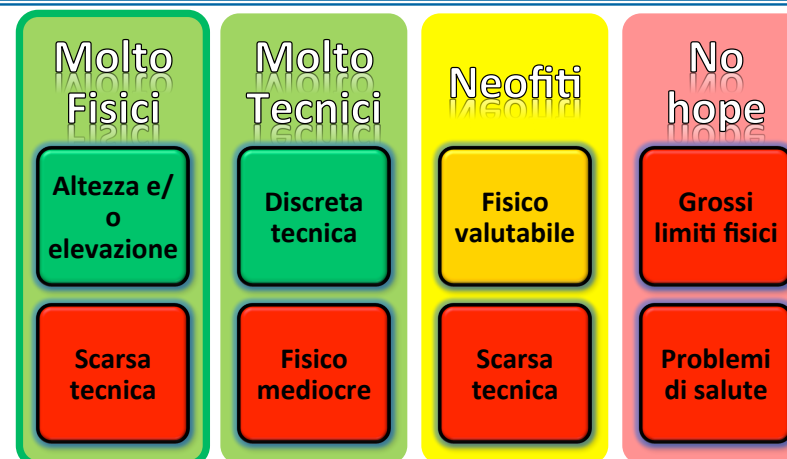 Molto
Fisici
Altezza e/
o
elevazione
Scarsa
tecnica
Molto
Tecnici
Discreta
tecnica
Fisico
mediocre
Neofiti
Fisico
valutabile
Scarsa
tecnica
No
hope
Grossi
limiti fisici
Problemi
di salute